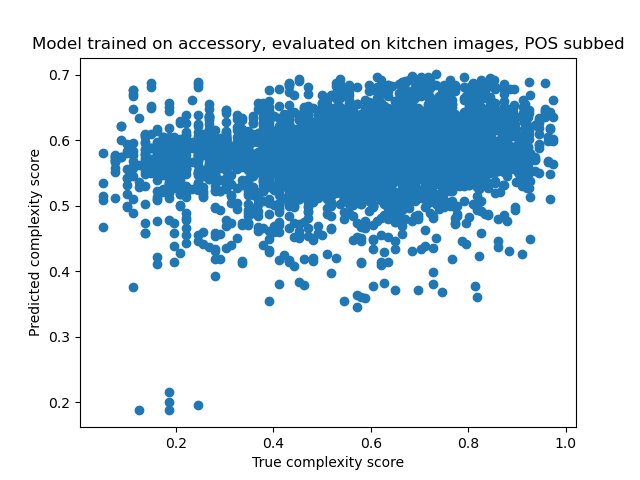 Model trained on accessory, evaluated on kitchen images, POS subbed
0.7
0.6
0.5
0.4
0.3
0.2
Predicted complexity score
0.2 0.4 0.6 0.8 1.0
True complexity score